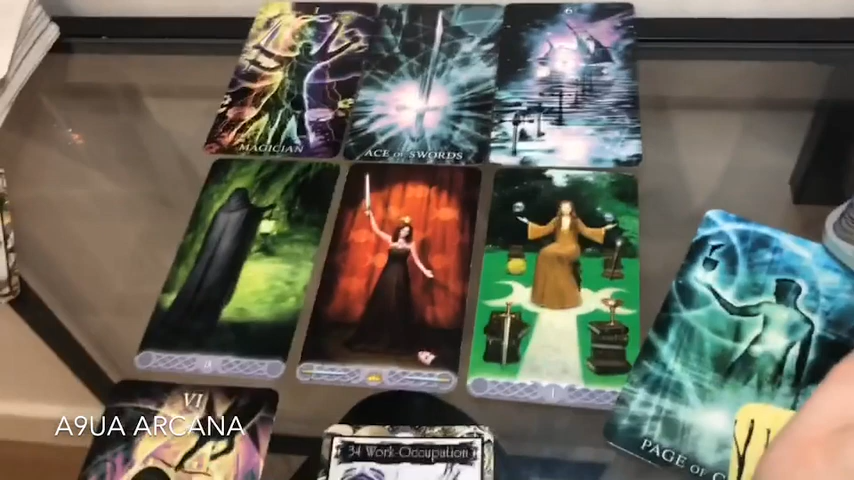 I
MAGICIAN
ACE OF SWORDS
6
I
PAGE OF C
VI
A9UA ARCANA
34 Work-Occupation